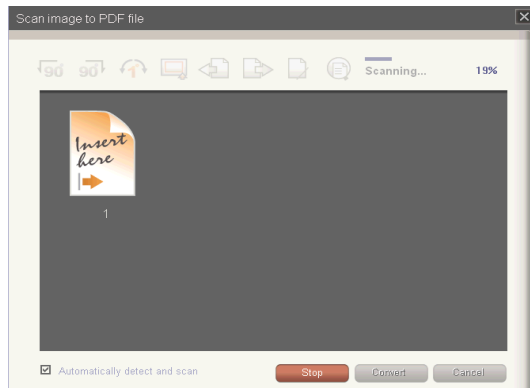 Scan image to PDF file
90 90 Scanning... 19%
Insert
here
1
Automatically detect and scan
Stop Convert Cancel